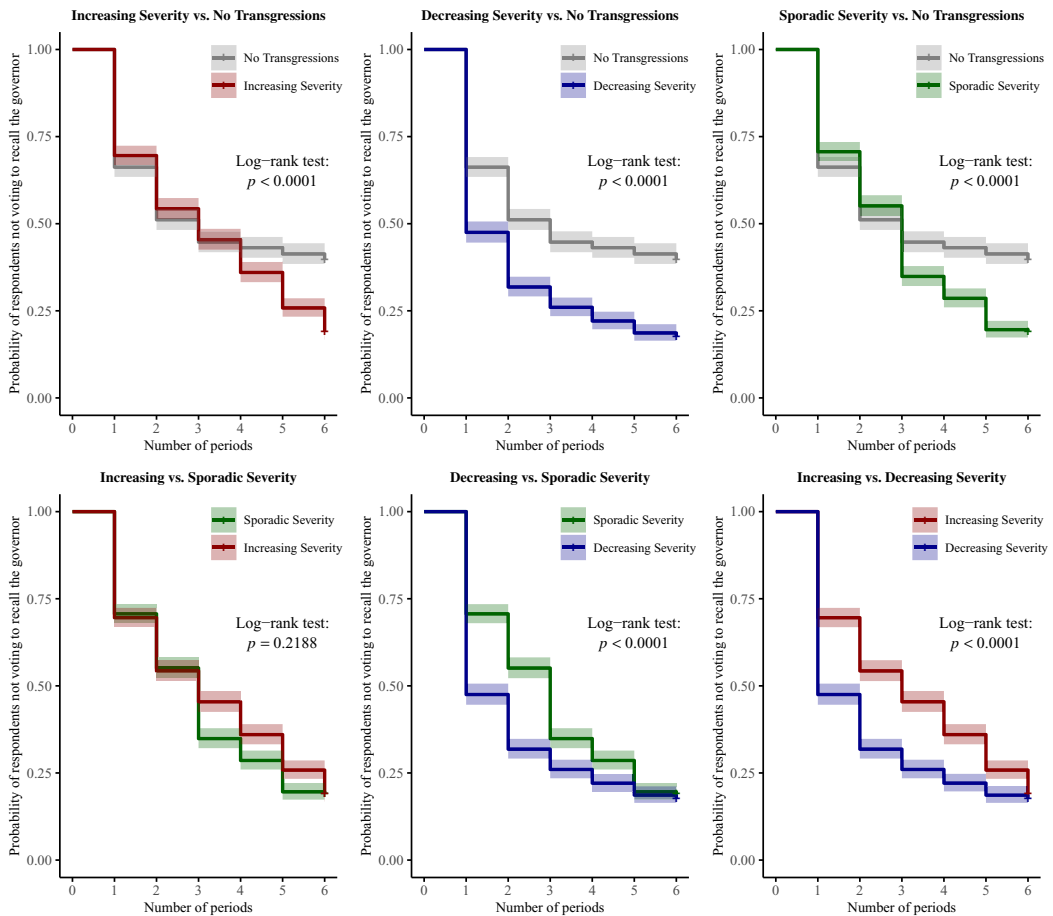 Increasing Severity vs. No Transgressions
Probability of respondents not voting to recall the governor
1.00
0.75
0.50
0.25
0.00
No Transgressions
Increasing Severity
Log−rank test:
p < 0.0001
0 1 2 3 4 5 6
Number of periods
Decreasing Severity vs. No Transgressions
Probability of respondents not voting to recall the governor
1.00
0.75
0.50
0.25
0.00
No Transgressions
Decreasing Severity
Log−rank test:
p < 0.0001
0 1 2 3 4 5 6
Number of periods
Sporadic Severity vs. No Transgressions
Probability of respondents not voting to recall the governor
1.00
0.75
0.50
0.25
0.00
No Transgressions
Sporadic Severity
Log−rank test:
p < 0.0001
0 1 2 3 4 5 6
Number of periods
Increasing vs. Sporadic Severity
Probability of respondents not voting to recall the governor
1.00
0.75
0.50
0.25
0.00
Sporadic Severity
Increasing Severity
Log−rank test:
p = 0.2188
0 1 2 3 4 5 6
Number of periods
Decreasing vs. Sporadic Severity
Probability of respondents not voting to recall the governor
1.00
0.75
0.50
0.25
0.00
Sporadic Severity
Decreasing Severity
Log−rank test:
p < 0.0001
0 1 2 3 4 5 6
Number of periods
Increasing vs. Decreasing Severity
Probability of respondents not voting to recall the governor
1.00
0.75
0.50
0.25
0.00
Increasing Severity
Decreasing Severity
Log−rank test:
p < 0.0001
0 1 2 3 4 5 6
Number of periods